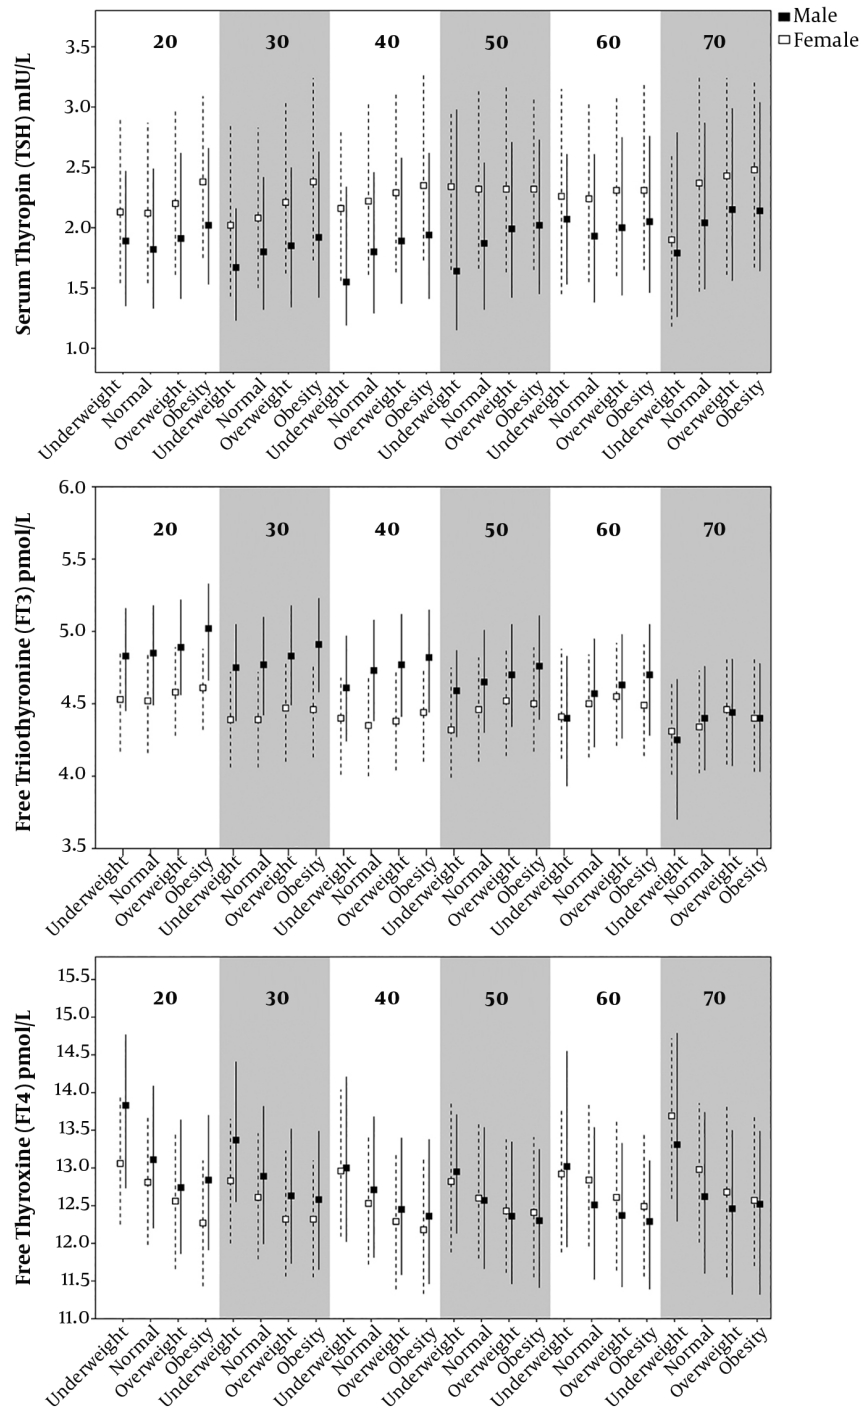 Male
Female
Serum Thyropin (TSH) mIU/L
3.5
3.0
2.5
2.0
1.5
1.0
20 30 40 50 60 70
Underweight Normal Overweight Obesity Underweight Normal Overweight Obesity Underweight Normal Overweight Obesity Underweight Normal Overweight Obesity Underweight Normal Overweight Obesity Underweight Normal Overweight Obesity
Free Triiothyronine (FT3) pmol/L
6.0
5.5
5.0
4.5
4.0
3.5
20 30 40 50 60 70
Underweight Normal Overweight Obesity Underweight Normal Overweight Obesity Underweight Normal Overweight Obesity Underweight Normal Overweight Obesity Underweight Normal Overweight Obesity Underweight Normal Overweight Obesity
Free Thyroxine (FT4) pmol/L
15.5
15.0
14.5
14.0
13.5
13.0
12.5
12.0
11.5
11.0
20 30 40 50 60 70
Underweight Normal Overweight Obesity Underweight Normal Overweight Obesity Underweight Normal Overweight Obesity Underweight Normal Overweight Obesity Underweight Normal Overweight Obesity Underweight Normal Overweight Obesity